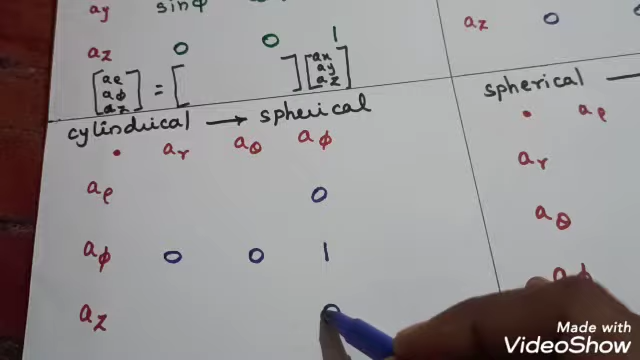 ay sinφ
az 0 0 1
[aρ aφ az] = [ ] [ax ay az]
cylindrical → spherical
• ar aθ aφ
aρ 0
aφ 0 0 1
az 0
az 0
spherical
• aρ
ar
aθ
aφ
Made with
VideoShow